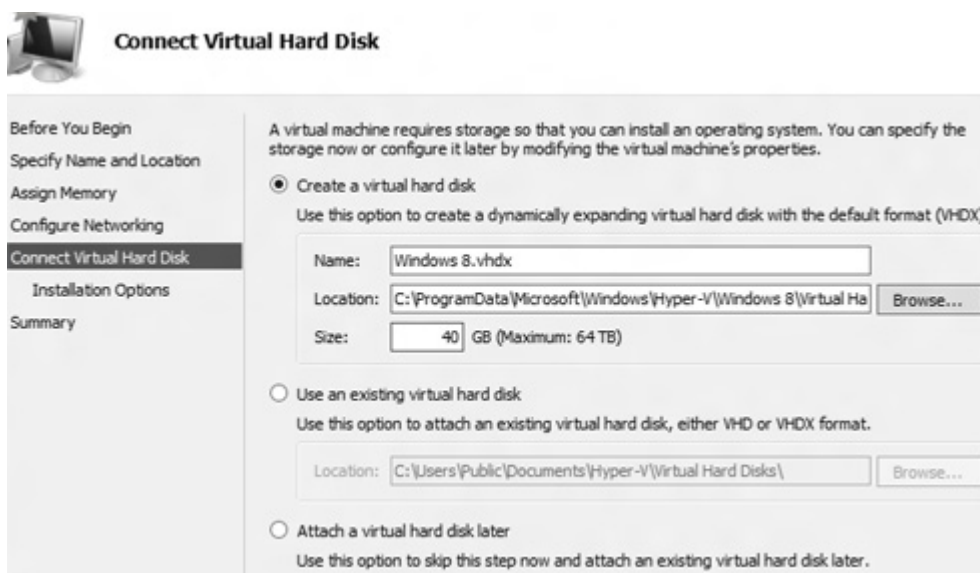 Connect Virtual Hard Disk
Before You Begin
Specify Name and Location
Assign Memory
Configure Networking
Connect Virtual Hard Disk
Installation Options
Summary
A virtual machine requires storage so that you can install an operating system. You can specify the
storage now or configure it later by modifying the virtual machine's properties.
Create a virtual hard disk
Use this option to create a dynamically expanding virtual hard disk with the default format (VHDX)
Name: Windows 8.vhdx
Location: C:\ProgramData\Microsoft\Windows\Hyper-V\Windows 8\Virtual Ha Browse...
Size: 40 GB (Maximum: 64 TB)
Use an existing virtual hard disk
Use this option to attach an existing virtual hard disk, either VHD or VHDX format.
Location: C:\Users\Public\Documents\Hyper-V\Virtual Hard Disks\ Browse...
Attach a virtual hard disk later
Use this option to skip this step now and attach an existing virtual hard disk later.